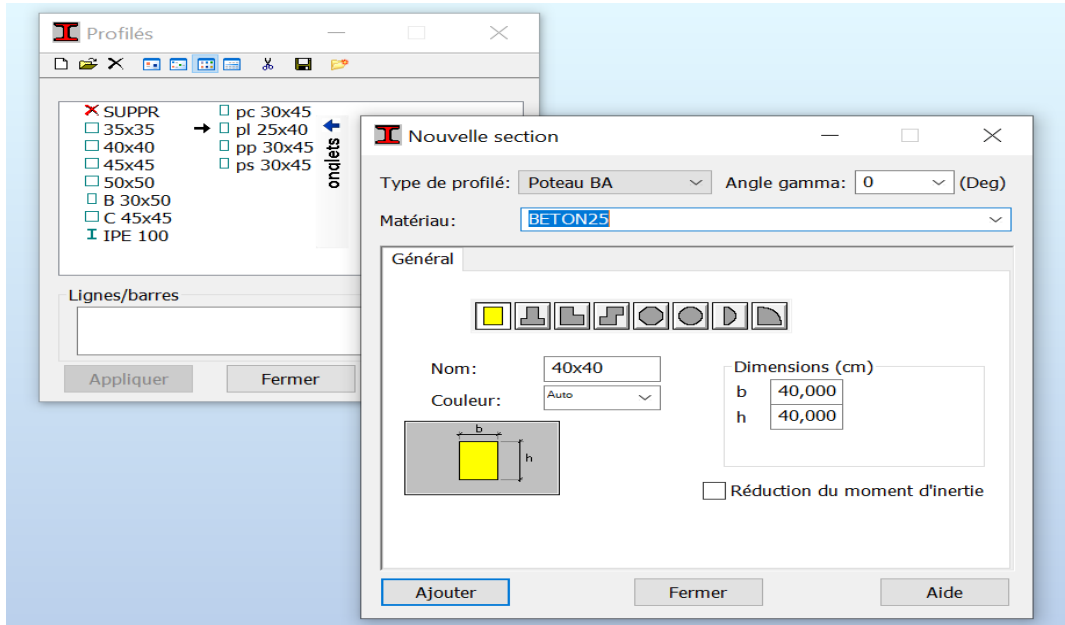 Profilés
SUPPR
35x35
40x40
45x45
50x50
B 30x50
C 45x45
IPE 100
pc 30x45
pl 25x40
pp 30x45
ps 30x45
onglets
Lignes/barres
Appliquer
Fermer
Nouvelle section
Type de profilé: Poteau BA Angle gamma: 0 (Deg)
Matériau: BETON25
Général
Nom: 40x40
Couleur: Auto
b
h
Dimensions (cm)
b 40,000
h 40,000
Réduction du moment d'inertie
Ajouter Fermer Aide